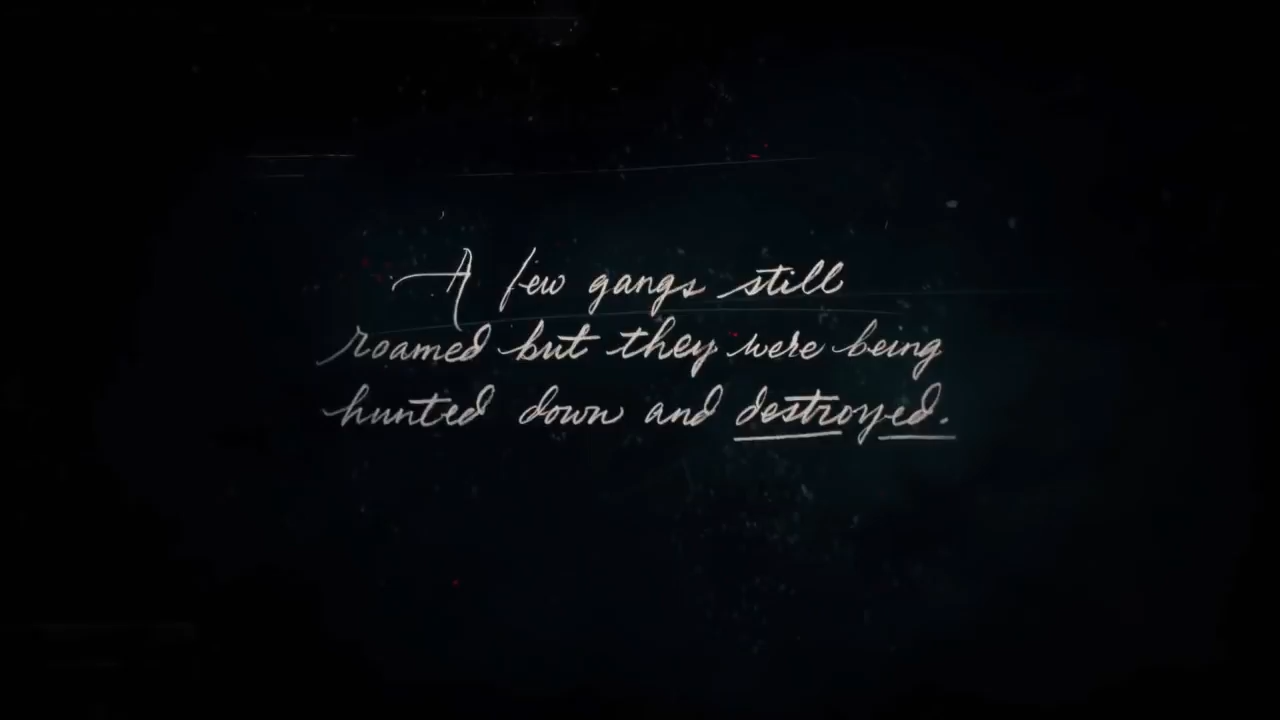 A few gangs still
roamed but they were being
hunted down and destroyed.